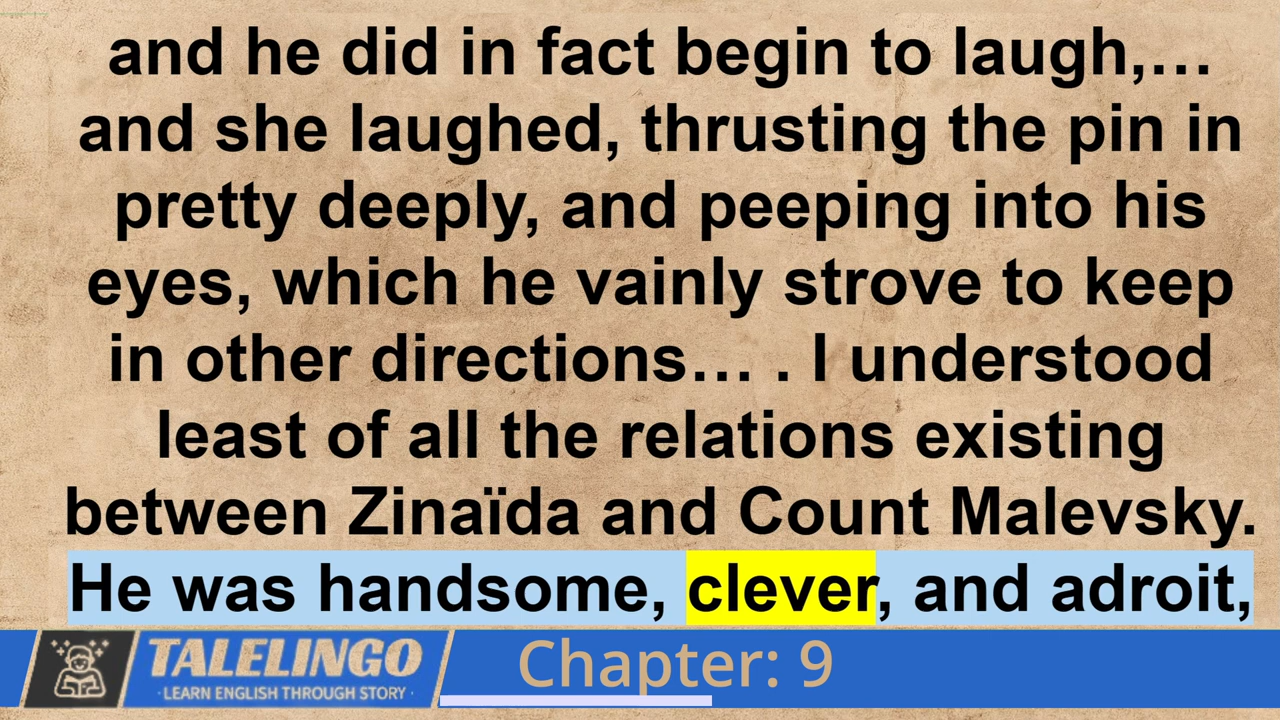 and he did in fact begin to laugh,…
and she laughed, thrusting the pin in
pretty deeply, and peeping into his
eyes, which he vainly strove to keep
in other directions… . I understood
least of all the relations existing
between Zinaïda and Count Malevsky.
He was handsome, clever, and adroit,
TALELINGO
· LEARN ENGLISH THROUGH STORY ·
Chapter: 9